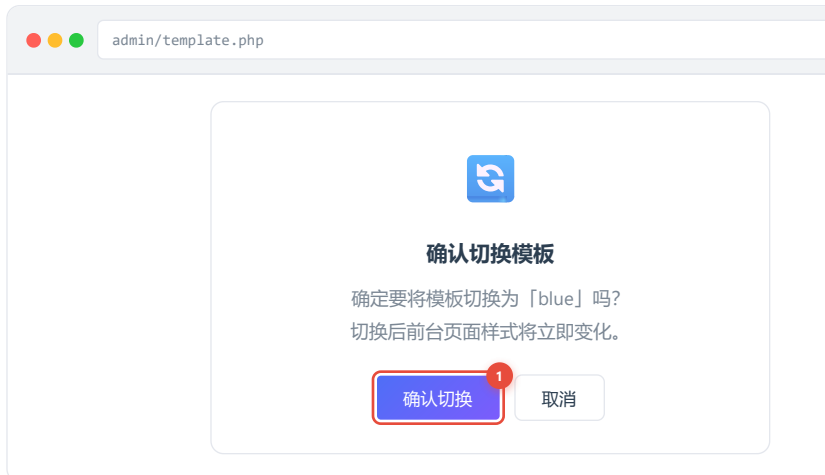 admin/template.php
确认切换模板
确定要将模板切换为「blue」吗?
切换后前台页面样式将立即变化。
1
确认切换
取消